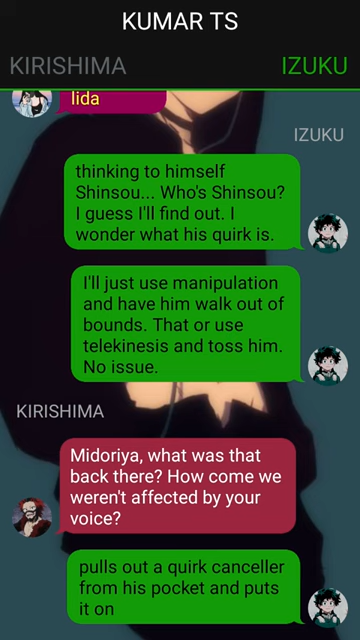 KUMAR TS
KIRISHIMA
IZUKU
Iida
IZUKU
thinking to himself
Shinsou... Who's Shinsou?
I guess I'll find out. I
wonder what his quirk is.
I'll just use manipulation
and have him walk out of
bounds. That or use
telekinesis and toss him.
No issue.
KIRISHIMA
Midoriya, what was that
back there? How come we
weren't affected by your
voice?
pulls out a quirk canceller
from his pocket and puts
it on